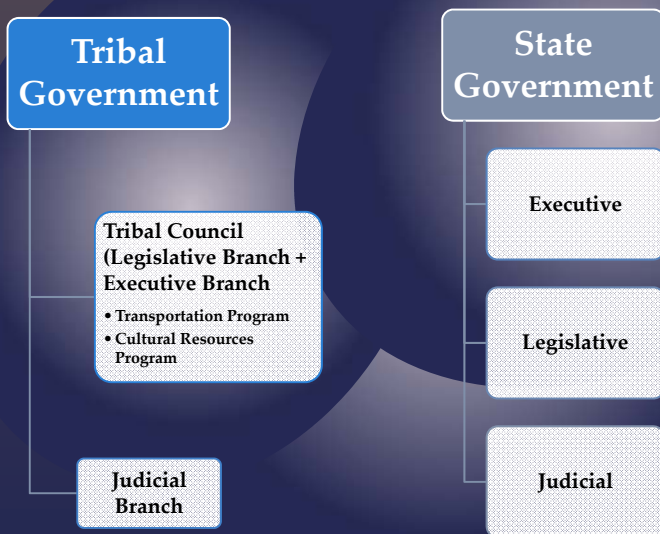 Tribal
Government
Tribal Council
(Legislative Branch +
Executive Branch
• Transportation Program
• Cultural Resources
Program
Judicial
Branch
State
Government
Executive
Legislative
Judicial